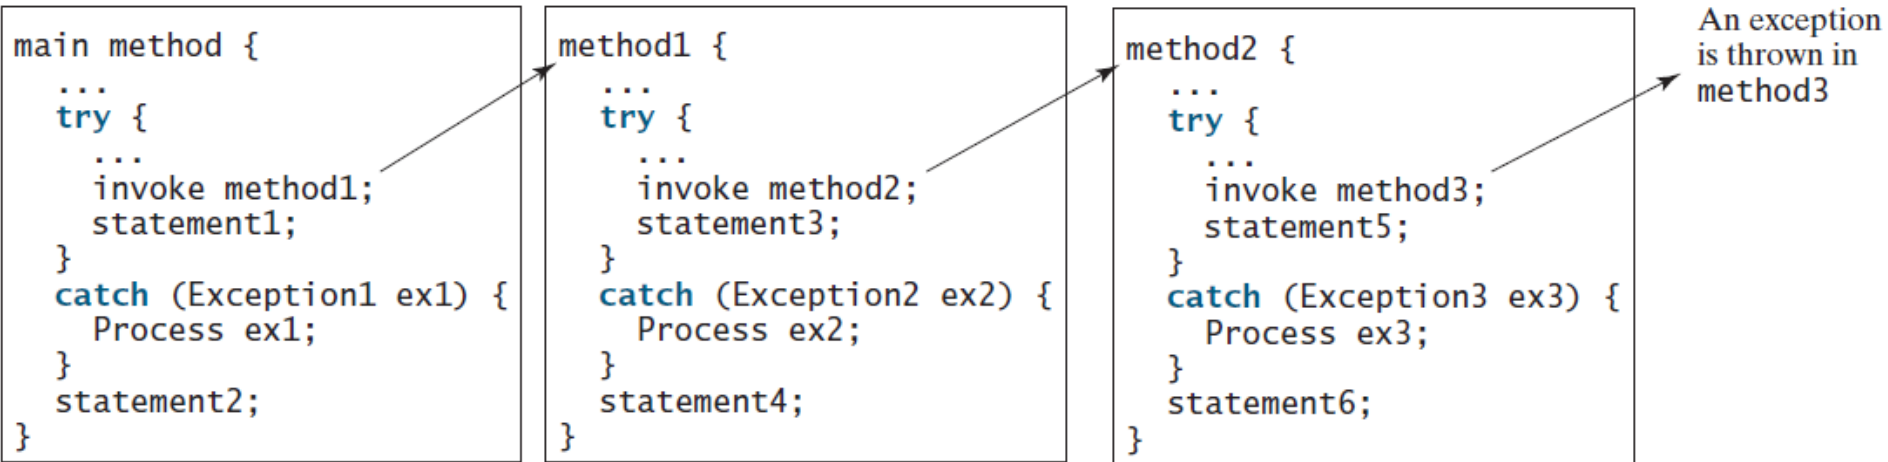 main method {
  ...
  try {
    ...
    invoke method1;
    statement1;
  }
  catch (Exception1 ex1) {
    Process ex1;
  }
  statement2;
}
method1 {
  ...
  try {
    ...
    invoke method2;
    statement3;
  }
  catch (Exception2 ex2) {
    Process ex2;
  }
  statement4;
}
method2 {
  ...
  try {
    ...
    invoke method3;
    statement5;
  }
  catch (Exception3 ex3) {
    Process ex3;
  }
  statement6;
}
An exception
is thrown in
method3